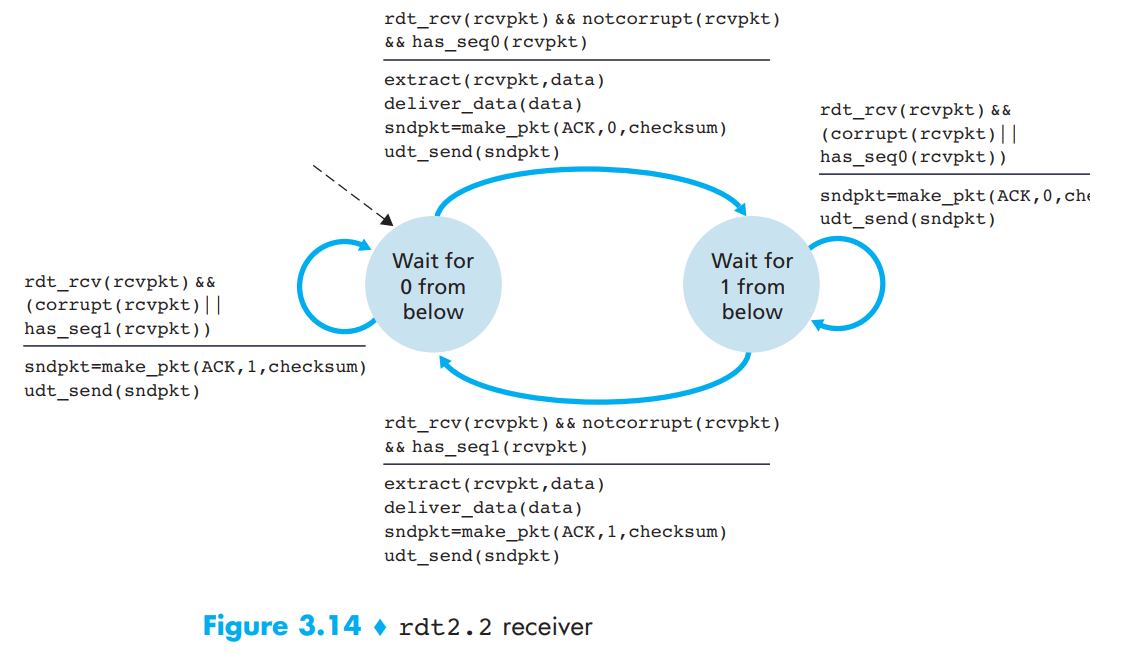 rdt_rcv(rcvpkt) && notcorrupt(rcvpkt)
&& has_seq0(rcvpkt)
extract(rcvpkt,data)
deliver_data(data)
sndpkt=make_pkt(ACK,0,checksum)
udt_send(sndpkt)
rdt_rcv(rcvpkt) &&
(corrupt(rcvpkt)||
has_seq0(rcvpkt))
sndpkt=make_pkt(ACK,0,che
udt_send(sndpkt)
Wait for
0 from
below
Wait for
1 from
below
rdt_rcv(rcvpkt) &&
(corrupt(rcvpkt)||
has_seq1(rcvpkt))
sndpkt=make_pkt(ACK,1,checksum)
udt_send(sndpkt)
rdt_rcv(rcvpkt) && notcorrupt(rcvpkt)
&& has_seq1(rcvpkt)
extract(rcvpkt,data)
deliver_data(data)
sndpkt=make_pkt(ACK,1,checksum)
udt_send(sndpkt)
Figure 3.14 ♦ rdt2.2 receiver